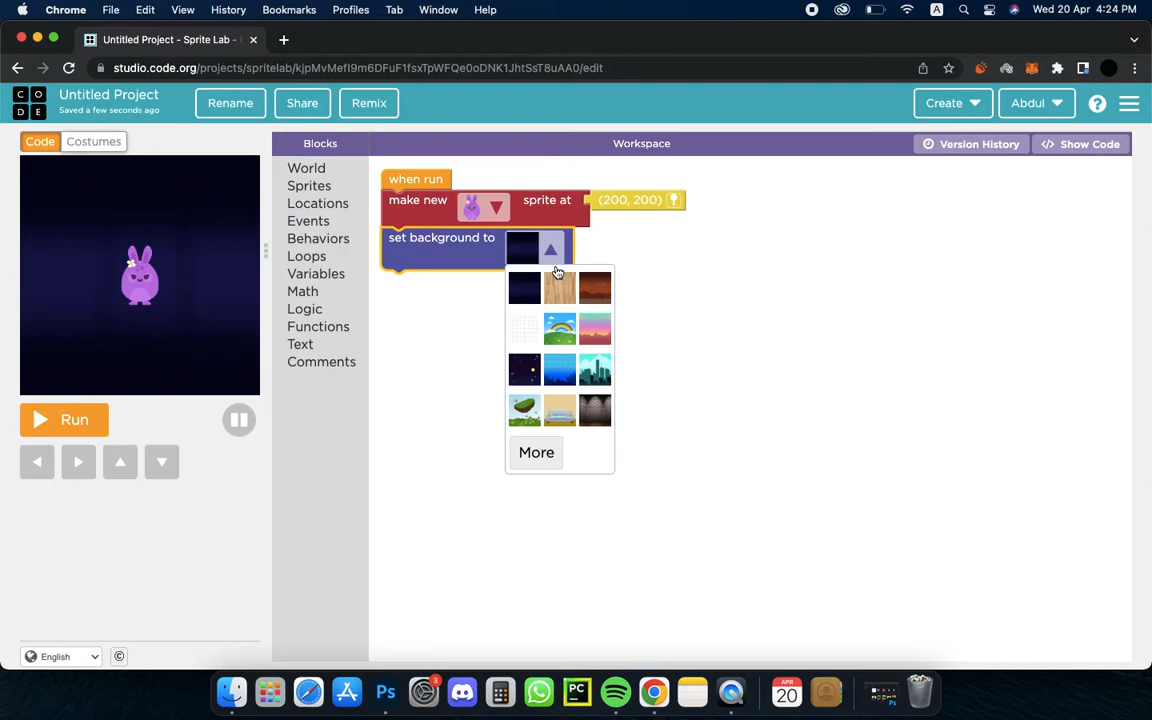 Chrome File Edit View History Bookmarks Profiles Tab Window Help A Wed 20 Apr 4:24 PM
Untitled Project - Sprite Lab -
studio.code.org/projects/spritelab/kjpMvMefI9m6DFuF1fsxTpWFQe0oDNK1JhtSsT8uAA0/edit
C O D E
Untitled Project
Saved a few seconds ago
Rename Share Remix Create Abdul ?
Code Costumes
Blocks Workspace Version History Show Code
World
Sprites
Locations
Events
Behaviors
Loops
Variables
Math
Logic
Functions
Text
Comments
when run
make new sprite at (200, 200)
set background to
More
Run
English ©
Ps 3 PC APR 20